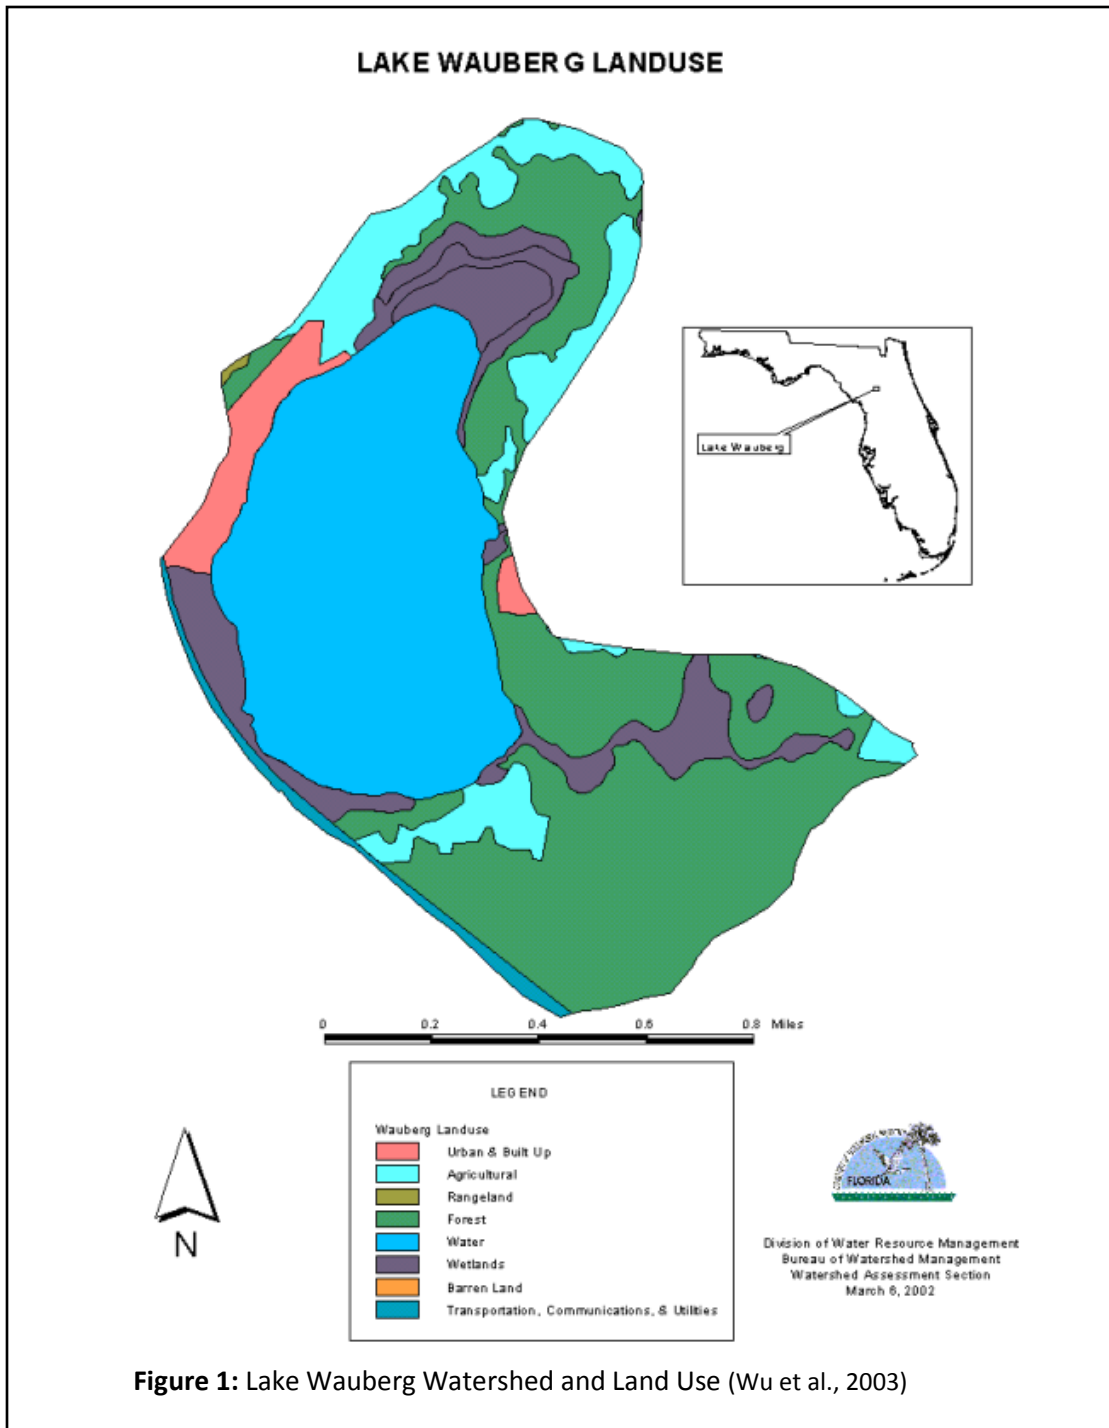 LAKE WAUBERG LANDUSE
Lake Wauberg
0 0.2 0.4 0.6 0.8 Miles
LEGEND
Wauberg Landuse
Urban & Built Up
Agricultural
Rangeland
Forest
Water
Wetlands
Barren Land
Transportation, Communications, & Utilities
N
FLORIDA
Division of Water Resource Management
Bureau of Watershed Management
Watershed Assessment Section
March 6, 2002
Figure 1: Lake Wauberg Watershed and Land Use (Wu et al., 2003)